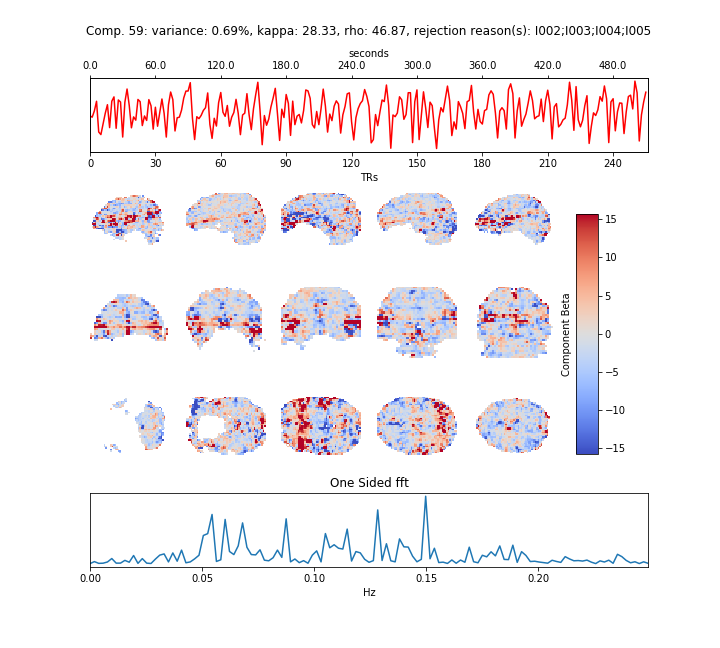 Comp. 59: variance: 0.69%, kappa: 28.33, rho: 46.87, rejection reason(s): I002;I003;I004;I005
seconds
0.0 60.0 120.0 180.0 240.0 300.0 360.0 420.0 480.0
0 30 60 90 120 150 180 210 240
TRs
15
10
5
0
−5
−10
−15
Component Beta
One Sided fft
0.00 0.05 0.10 0.15 0.20
Hz